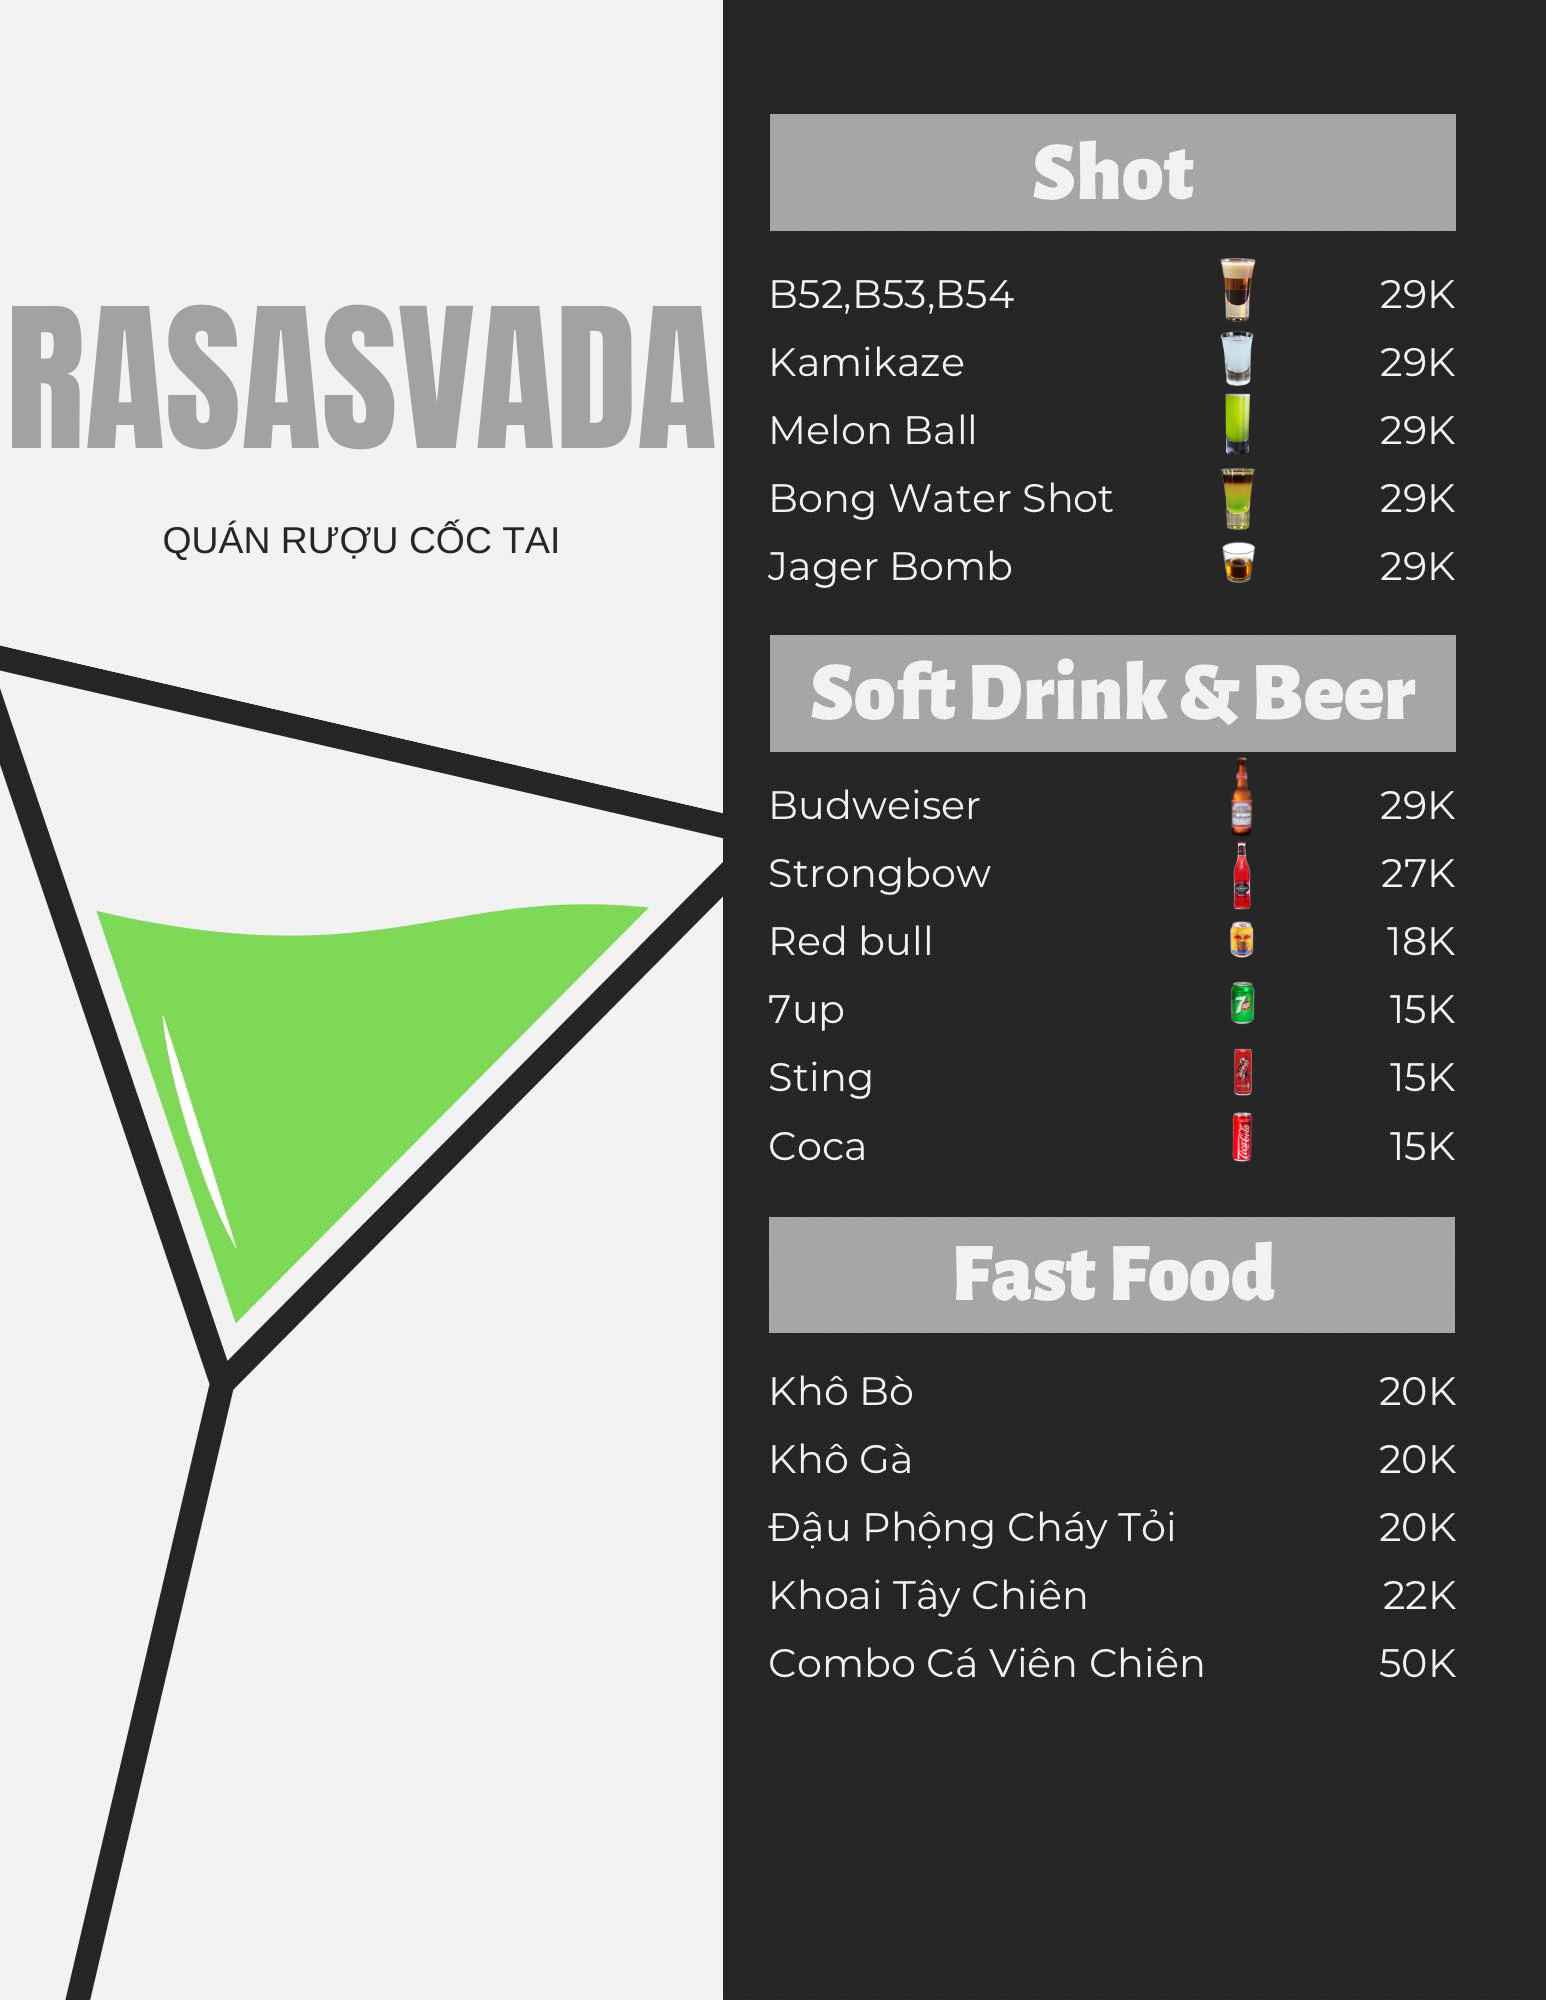 RASASVADA
QUÁN RƯỢU CỐC TAI
Shot
B52,B53,B54 29K
Kamikaze 29K
Melon Ball 29K
Bong Water Shot 29K
Jager Bomb 29K
Soft Drink & Beer
Budweiser 29K
Strongbow 27K
Red bull 18K
7up 15K
Sting 15K
Coca 15K
Fast Food
Khô Bò 20K
Khô Gà 20K
Đậu Phộng Cháy Tỏi 20K
Khoai Tây Chiên 22K
Combo Cá Viên Chiên 50K